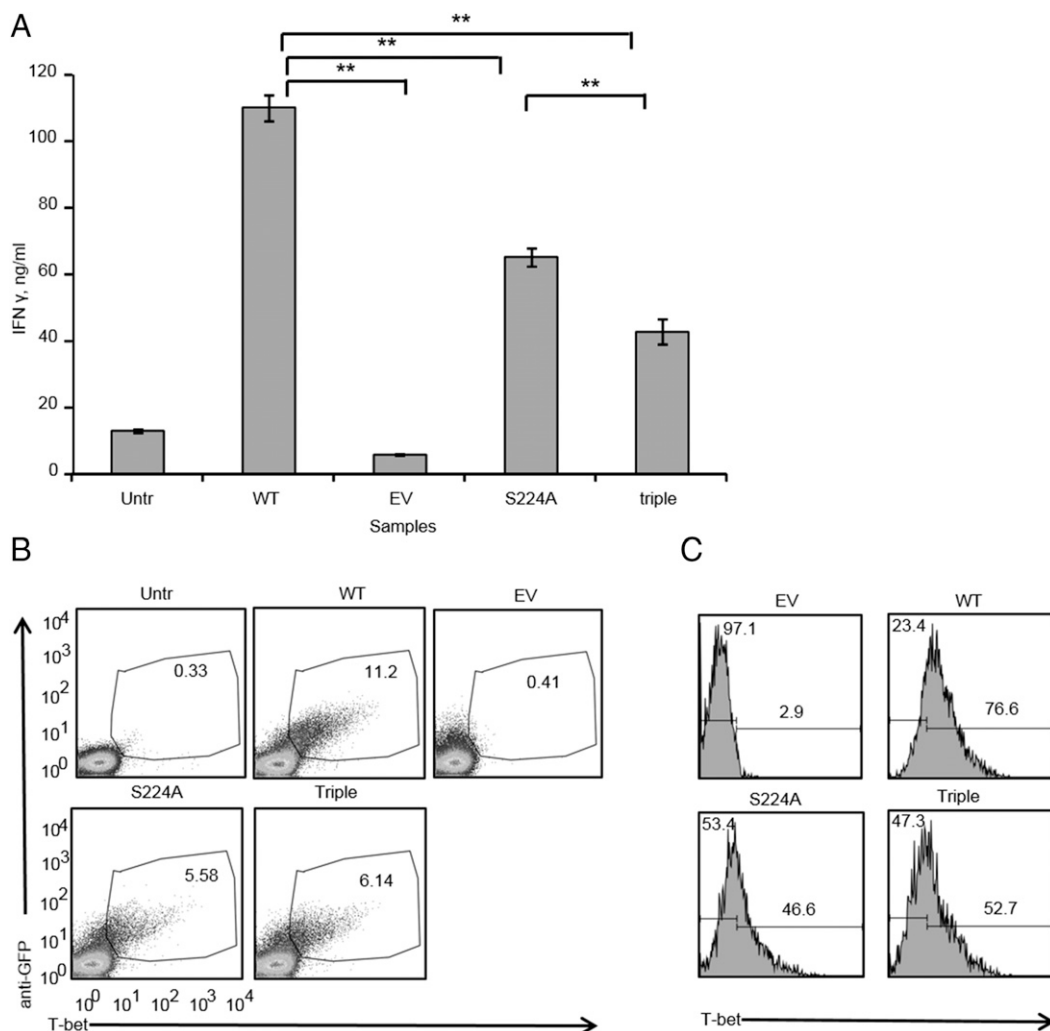 A
**
**
**
**
120
100
80
60
40
20
0
IFN γ, ng/ml
Untr WT EV S224A triple
Samples
B
Untr WT EV
10⁴
10³
10²
10¹
10⁰
0.33 11.2 0.41
S224A Triple
10⁴
10³
10²
10¹
10⁰
5.58 6.14
10⁰ 10¹ 10² 10³ 10⁴
anti-GFP
T-bet
C
EV WT
97.1 23.4
2.9 76.6
S224A Triple
53.4 47.3
46.6 52.7
T-bet